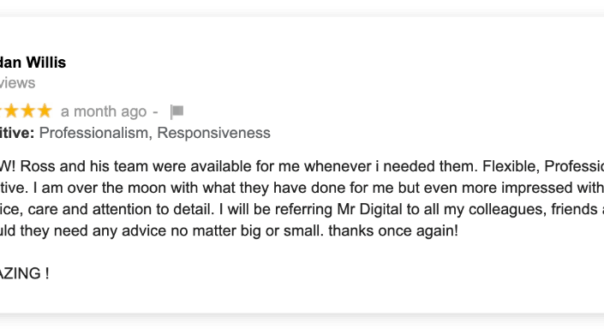 dan Willis
views
a month ago -
itive: Professionalism, Responsiveness
W! Ross and his team were available for me whenever i needed them. Flexible, Professio
tive. I am over the moon with what they have done for me but even more impressed with
ice, care and attention to detail. I will be referring Mr Digital to all my colleagues, friends a
uld they need any advice no matter big or small. thanks once again!
AZING !